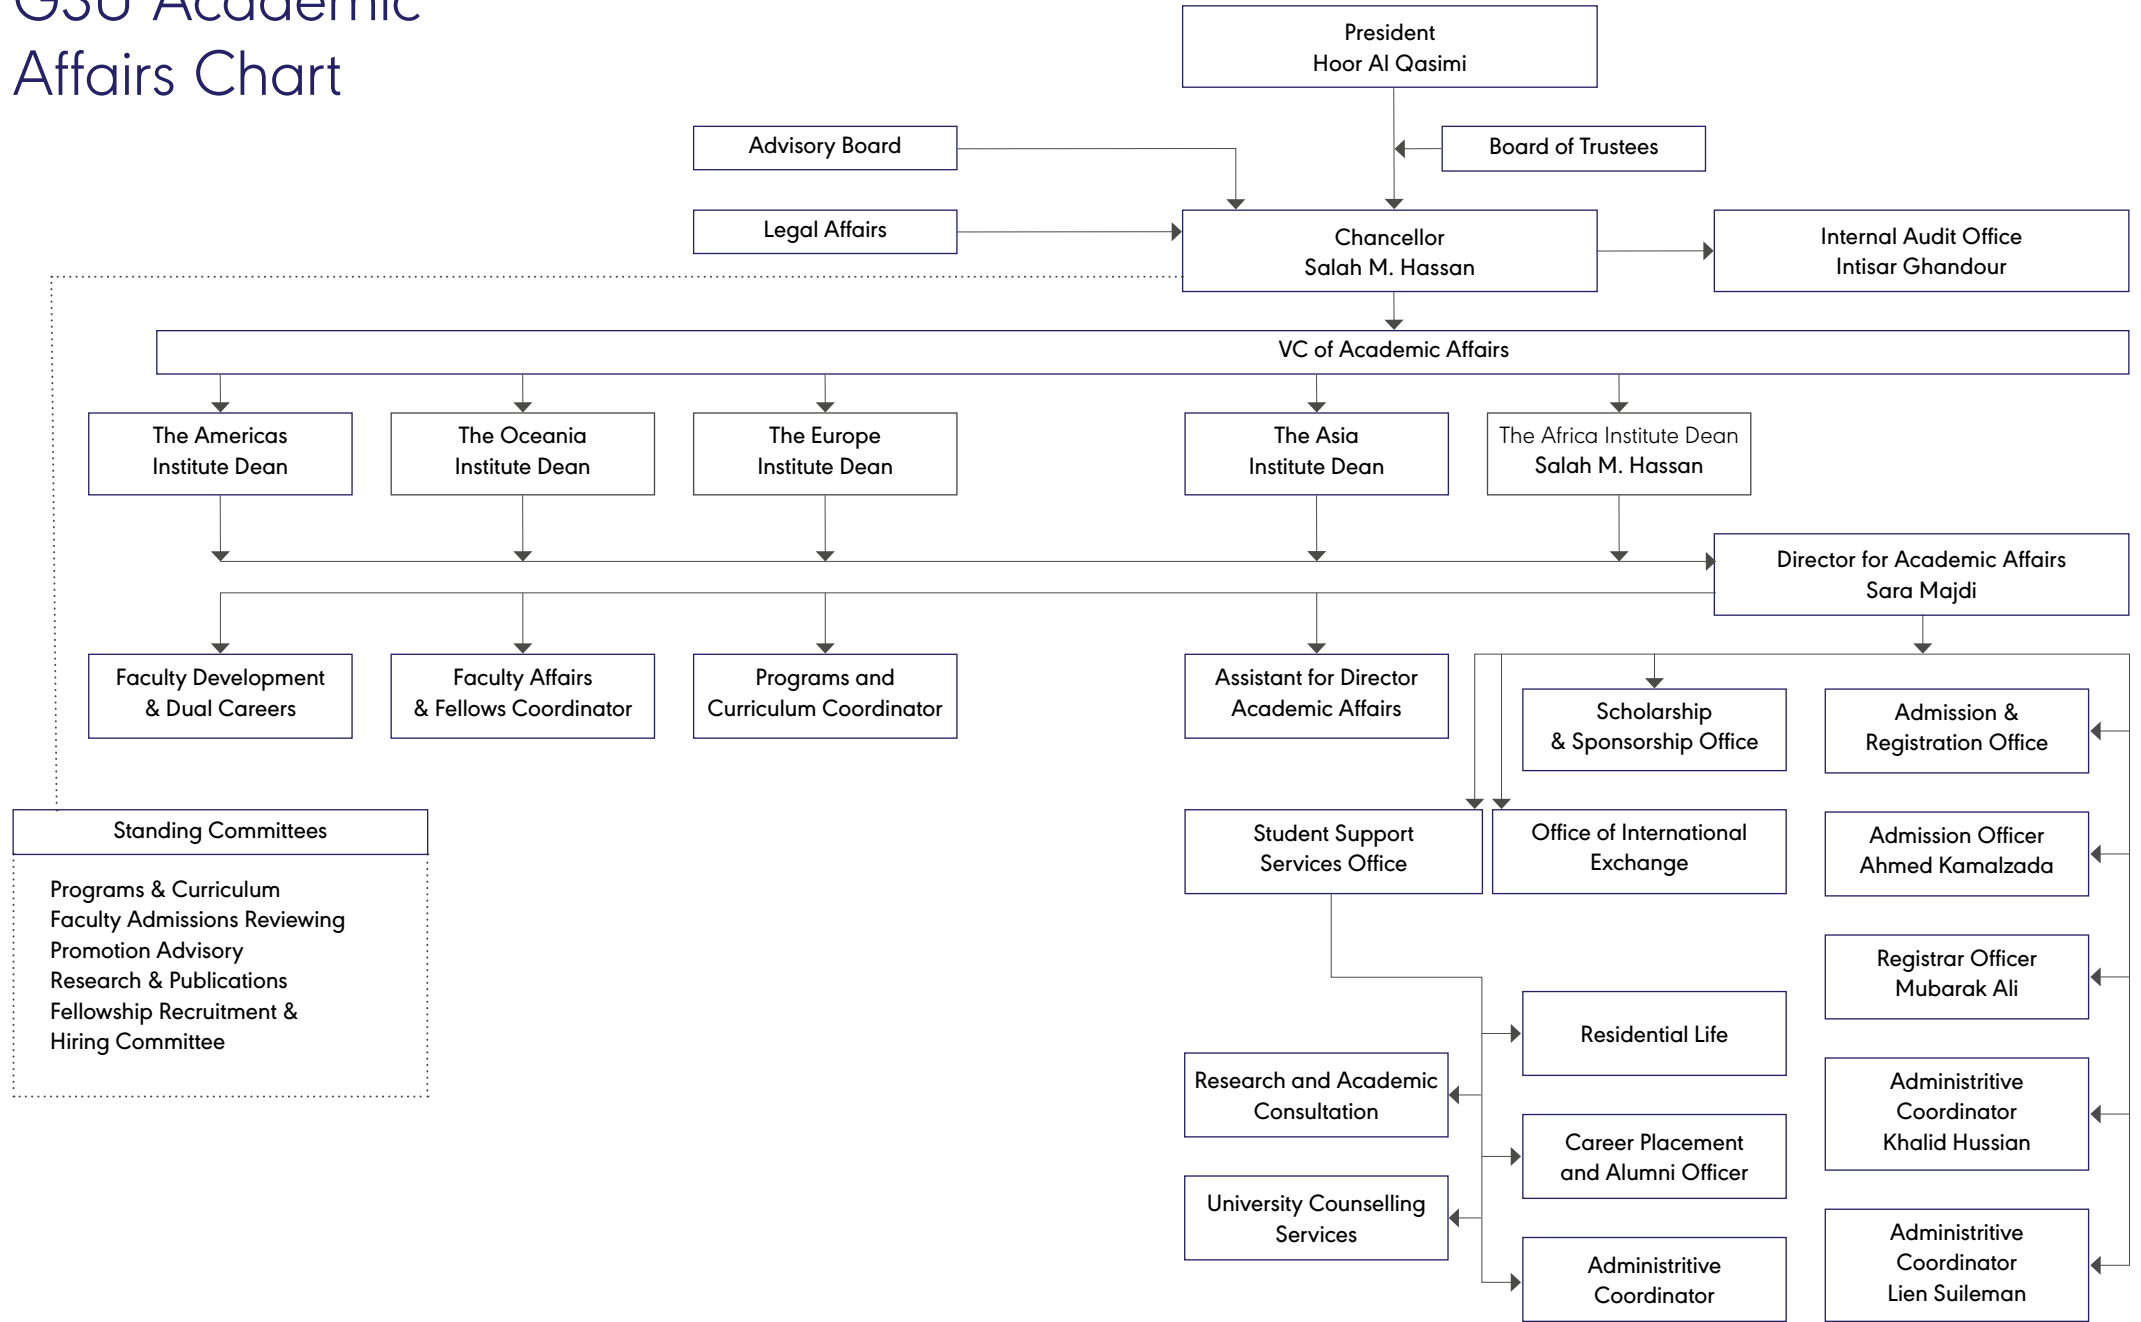 GSU Academic
Affairs Chart
President
Hoor Al Qasimi
Advisory Board
Board of Trustees
Legal Affairs
Chancellor
Salah M. Hassan
Internal Audit Office
Intisar Ghandour
VC of Academic Affairs
The Americas
Institute Dean
The Oceania
Institute Dean
The Europe
Institute Dean
The Asia
Institute Dean
The Africa Institute Dean
Salah M. Hassan
Director for Academic Affairs
Sara Majdi
Faculty Development
& Dual Careers
Faculty Affairs
& Fellows Coordinator
Programs and
Curriculum Coordinator
Assistant for Director
Academic Affairs
Scholarship
& Sponsorship Office
Admission &
Registration Office
Standing Committees
Programs & Curriculum
Faculty Admissions Reviewing
Promotion Advisory
Research & Publications
Fellowship Recruitment &
Hiring Committee
Student Support
Services Office
Office of International
Exchange
Admission Officer
Ahmed Kamalzada
Registrar Officer
Mubarak Ali
Residential Life
Research and Academic
Consultation
Administritive
Coordinator
Khalid Hussian
Career Placement
and Alumni Officer
University Counselling
Services
Administritive
Coordinator
Administritive
Coordinator
Lien Suileman